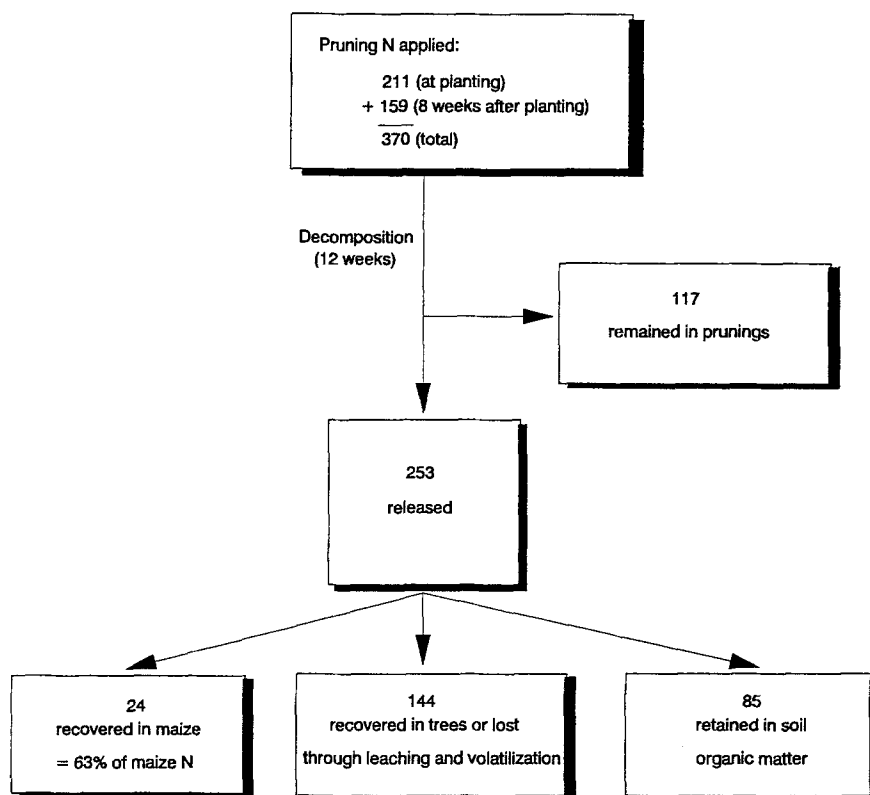 Pruning N applied:
211 (at planting)
+ 159 (8 weeks after planting)
370 (total)
Decomposition
(12 weeks)
117
remained in prunings
253
released
24
recovered in maize
= 63% of maize N
144
recovered in trees or lost
through leaching and volatilization
85
retained in soil
organic matter